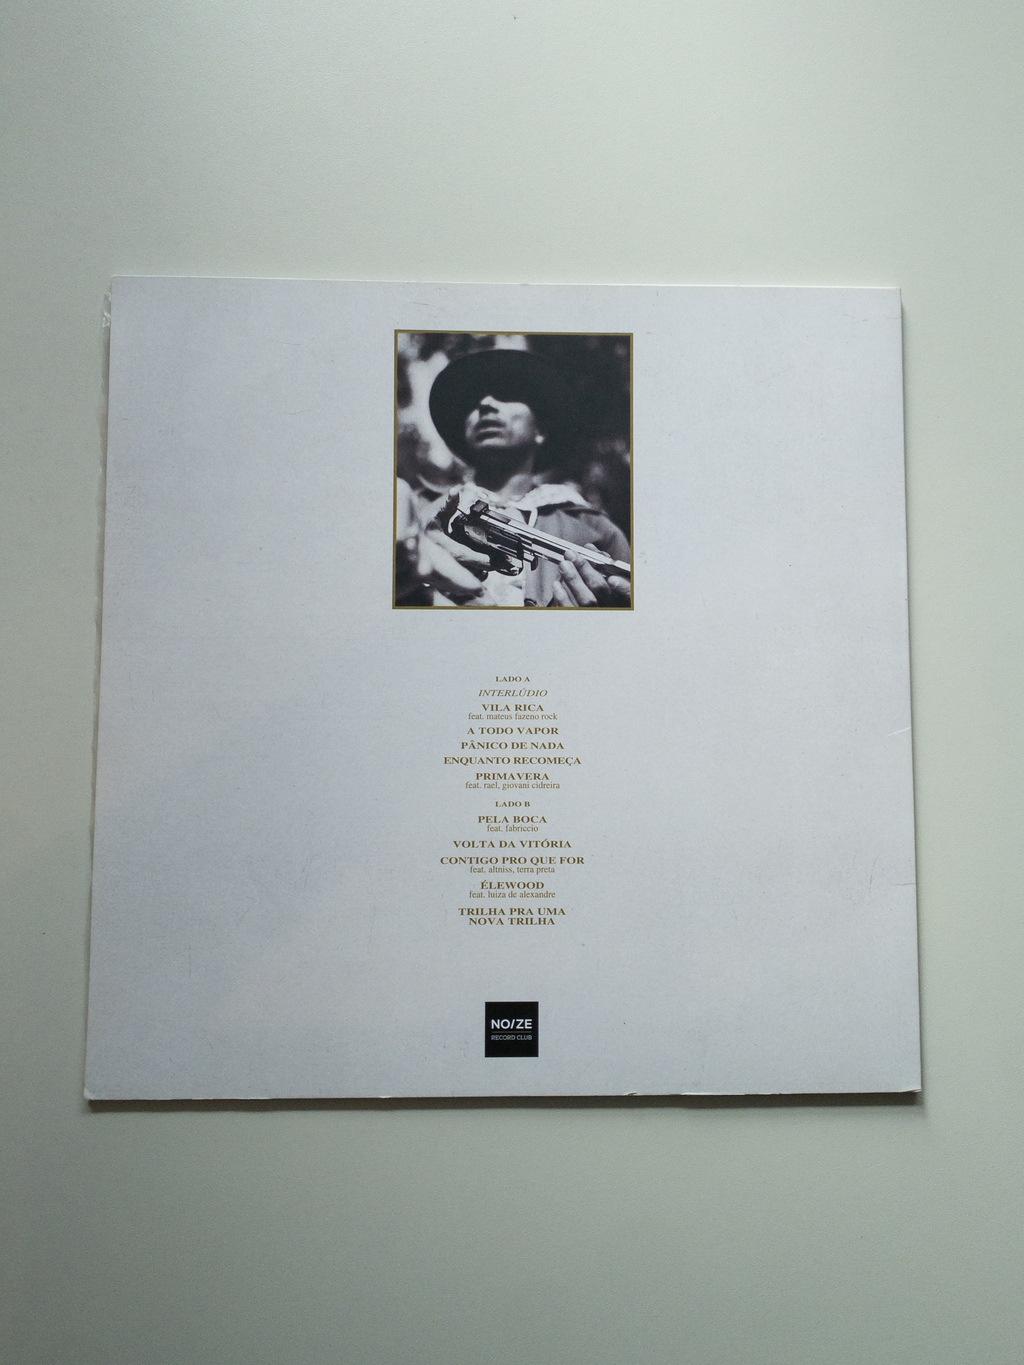 LADO A
INTERLÚDIO
VILA RICA
feat. mateus fazeno rock
A TODO VAPOR
PÂNICO DE NADA
ENQUANTO RECOMEÇA
PRIMAVERA
feat. rael, giovani cidreira
LADO B
PELA BOCA
feat. fabriccio
VOLTA DA VITÓRIA
CONTIGO PRO QUE FOR
feat. altniss, terra preta
ÉLEWOOD
feat. luiza de alexandre
TRILHA PRA UMA
NOVA TRILHA
NO/ZE
RECORD CLUB